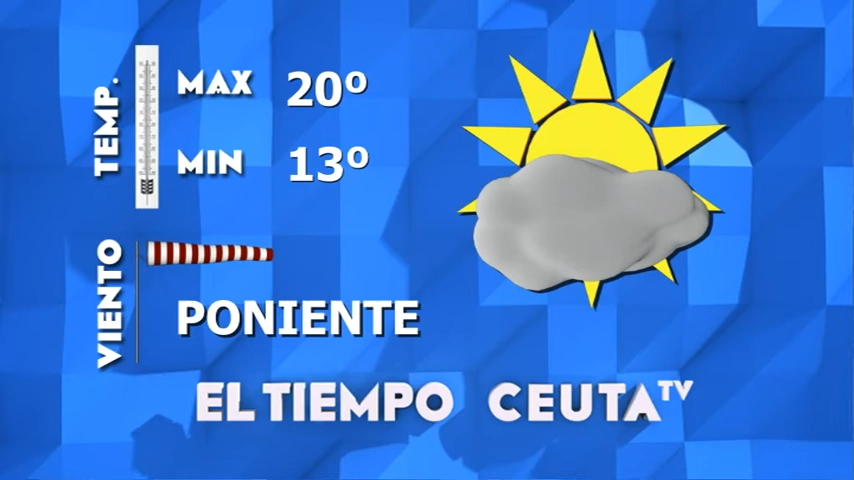 TEMP.
MAX 20º
MIN 13º
VIENTO
PONIENTE
EL TIEMPO CEUTA TV